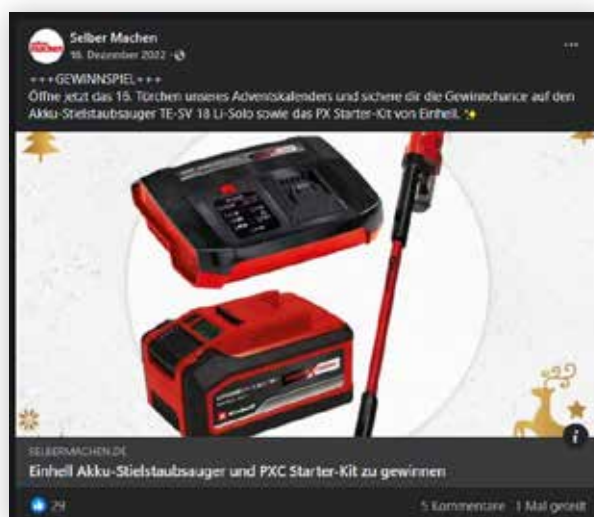 Selber Machen
16. Dezember 2022 ·
+++GEWINNSPIEL+++
Öffne jetzt das 16. Türchen unseres Adventskalenders und sichere dir die Gewinnchance auf den
Akku-Stielstaubsauger TE-SV 18 Li-Solo sowie das PX Starter-Kit von Einhell. ✨
Einhell
SELBERMACHEN.DE
Einhell Akku-Stielstaubsauger und PXC Starter-Kit zu gewinnen
29
5 Kommentare 1 Mal geteilt